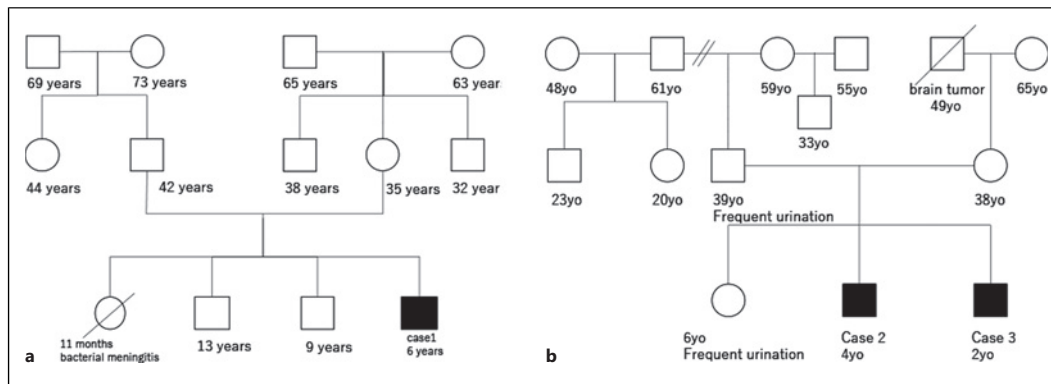 69 years
73 years
65 years
63 year
44 years
42 years
38 years
35 years
32 year
11 months
bacterial meningitis
13 years
9 years
case1
6 years
a
48yo
61yo
59yo
55yo
brain tumor
49yo
65yo
33yo
23yo
20yo
39yo
Frequent urination
38yo
6yo
Frequent urination
Case 2
4yo
Case 3
2yo
b